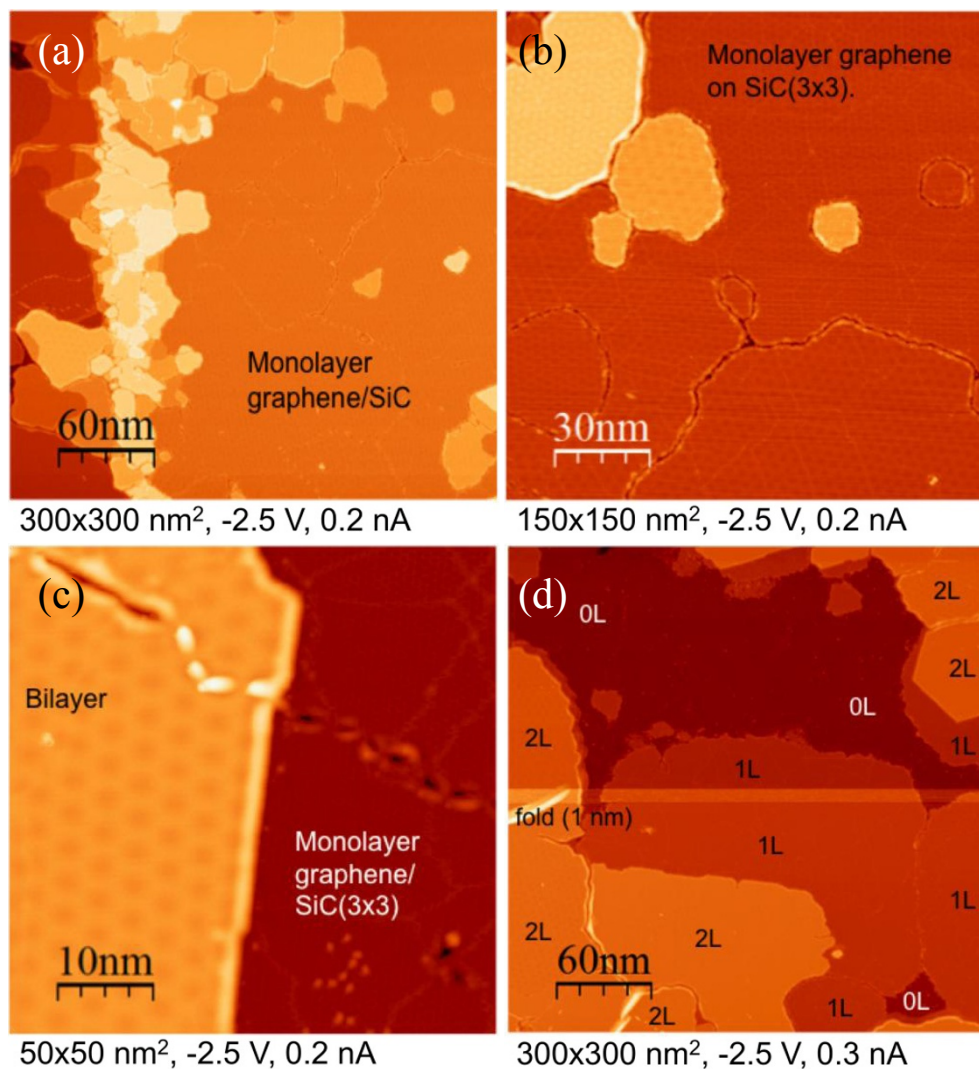 (a)
Monolayer
graphene/SiC
60nm
300x300 nm², -2.5 V, 0.2 nA
(b)
Monolayer graphene
on SiC(3x3).
30nm
150x150 nm², -2.5 V, 0.2 nA
(c)
Bilayer
Monolayer
graphene/
SiC(3x3)
10nm
50x50 nm², -2.5 V, 0.2 nA
(d)
0L
2L
2L
0L
2L
1L
1L
fold (1 nm)
1L
1L
2L
2L
60nm
1L
0L
2L
300x300 nm², -2.5 V, 0.3 nA